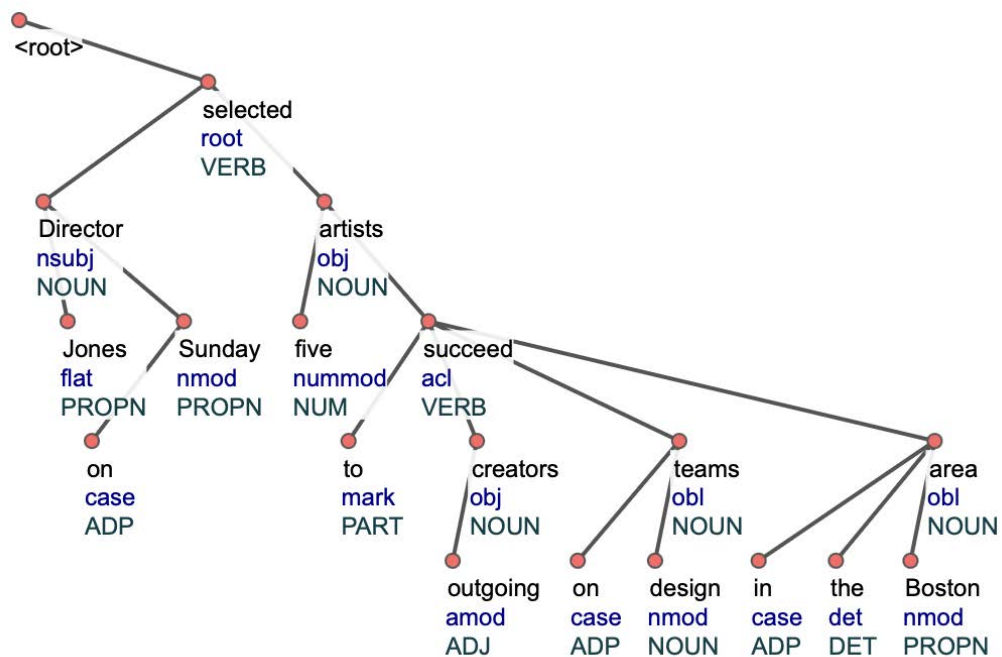 <root>
selected
root
VERB
Director
nsubj
NOUN
artists
obj
NOUN
Jones
flat
PROPN
Sunday
nmod
PROPN
five
nummod
NUM
succeed
acl
VERB
on
case
ADP
to
mark
PART
creators
obj
NOUN
teams
obl
NOUN
area
obl
NOUN
outgoing
amod
ADJ
on
case
ADP
design
nmod
NOUN
in
case
ADP
the
det
DET
Boston
nmod
PROPN